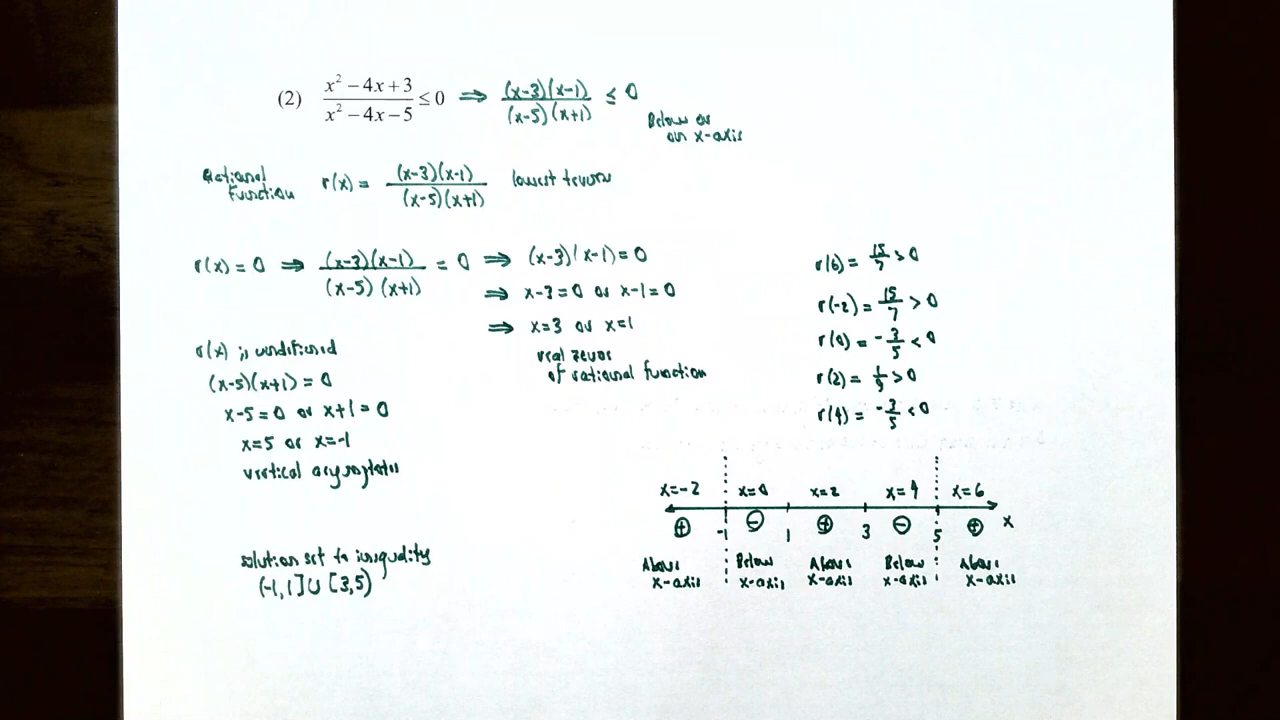 (2) x² − 4x + 3 / x² − 4x − 5 ≤ 0 ⇒ (x-3)(x-1) / (x-5)(x+1) ≤ 0
Below or
on x-axis
Rational
Function
r(x) = (x-3)(x-1) / (x-5)(x+1) lowest terms
r(x) = 0 ⇒ (x-3)(x-1) / (x-5)(x+1) = 0 ⇒ (x-3)(x-1) = 0
⇒ x-3=0 or x-1=0
⇒ x=3 or x=1
real zeros
of rational function
r(x) is undefined
(x-5)(x+1) = 0
x-5=0 or x+1=0
x=5 or x=-1
vertical asymptotes
r(6) = 15/7 > 0
r(-2) = 15/7 > 0
r(0) = -3/5 < 0
r(2) = 1/9 > 0
r(4) = -3/5 < 0
x=-2 x=0 x=2 x=4 x=6
+ − + − +
-1 1 3 5 x
Above Below Above Below Above
x-axis x-axis x-axis x-axis x-axis
solution set to inequality
(-1,1]∪[3,5)